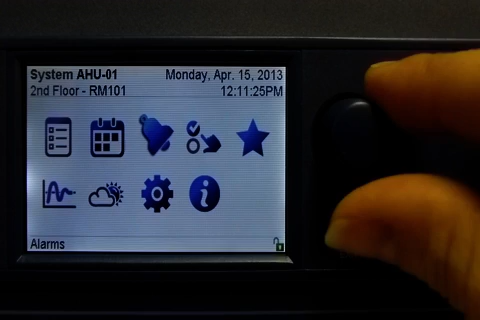 System AHU-01 Monday, Apr. 15, 2013
2nd Floor - RM101 12:11:25PM
Alarms